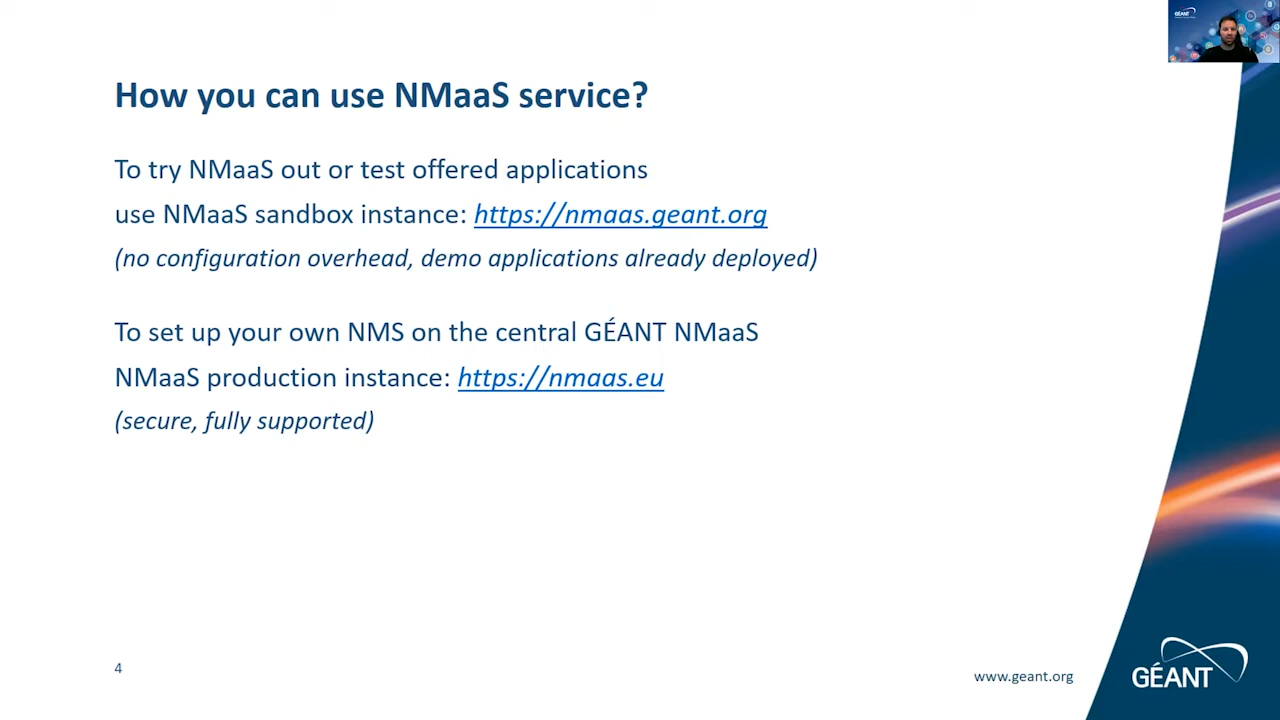 GÉANT
How you can use NMaaS service?
To try NMaaS out or test offered applications
use NMaaS sandbox instance: https://nmaas.geant.org
(no configuration overhead, demo applications already deployed)
To set up your own NMS on the central GÉANT NMaaS
NMaaS production instance: https://nmaas.eu
(secure, fully supported)
4
www.geant.org
GÉANT